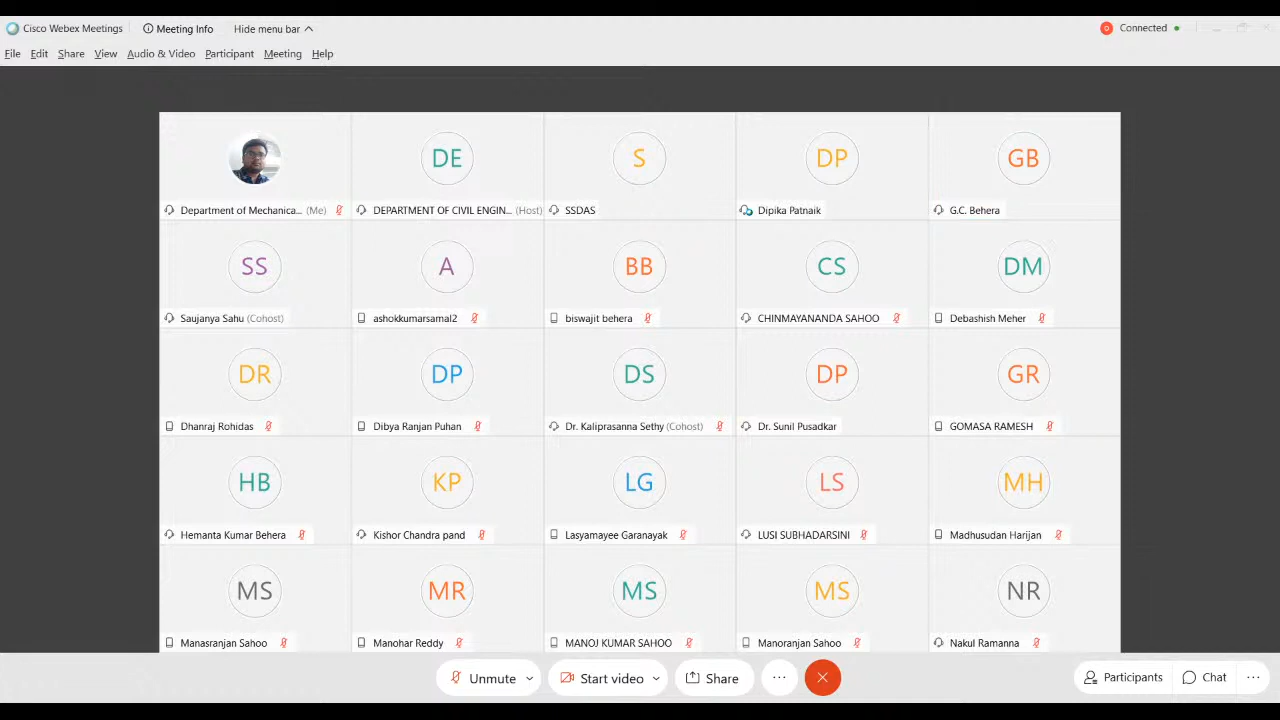 Cisco Webex Meetings Meeting Info Hide menu bar Connected
File Edit Share View Audio & Video Participant Meeting Help
DE S DP GB
Department of Mechanica... (Me) DEPARTMENT OF CIVIL ENGIN... (Host) SSDAS Dipika Patnaik G.C. Behera
SS A BB CS DM
Saujanya Sahu (Cohost) ashokkumarsamal2 biswajit behera CHINMAYANANDA SAHOO Debashish Meher
DR DP DS DP GR
Dhanraj Rohidas Dibya Ranjan Puhan Dr. Kaliprasanna Sethy (Cohost) Dr. Sunil Pusadkar GOMASA RAMESH
HB KP LG LS MH
Hemanta Kumar Behera Kishor Chandra pand Lasyamayee Garanayak LUSI SUBHADARSINI Madhusudan Harijan
MS MR MS MS NR
Manasranjan Sahoo Manohar Reddy MANOJ KUMAR SAHOO Manoranjan Sahoo Nakul Ramanna
Unmute Start video Share ... Participants Chat ...